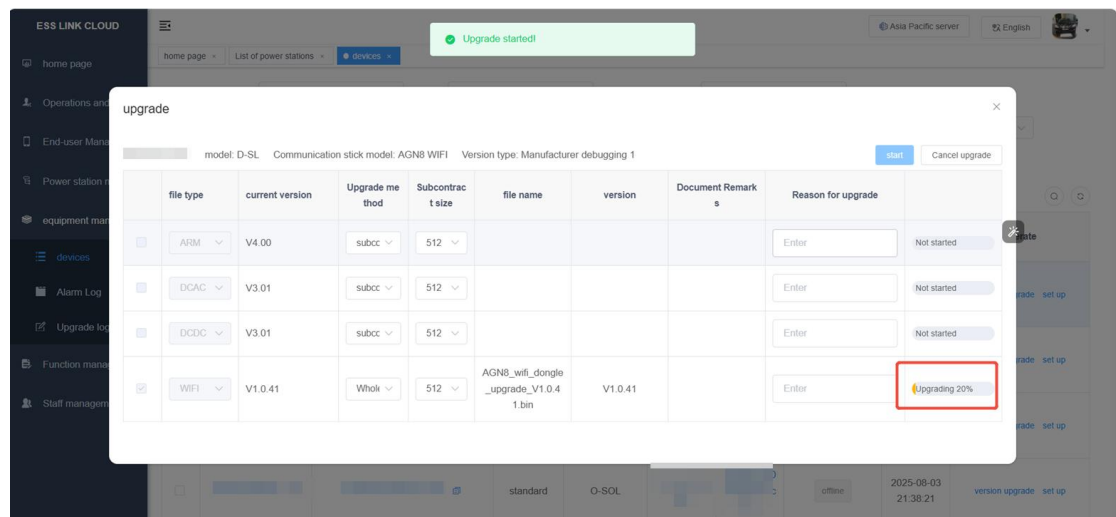 ESS LINK CLOUD
Asia Pacific server
English
Upgrade started!
home page
List of power stations
devices
home page
Operations and
End-user Mana
Power station m
equipment man
devices
Alarm Log
Upgrade log
Function manag
Staff managem
upgrade
model: D-SL Communication stick model: AGN8 WIFI Version type: Manufacturer debugging 1
start
Cancel upgrade
file type
current version
Upgrade me
thod
Subcontrac
t size
file name
version
Document Remark
s
Reason for upgrade
ARM
V4.00
subcc
512
Enter
Not started
DCAC
V3.01
subcc
512
Enter
Not started
DCDC
V3.01
subcc
512
Enter
Not started
WIFI
V1.0.41
Whole
512
AGN8_wifi_dongle
_upgrade_V1.0.4
1.bin
V1.0.41
Enter
Upgrading 20%
rate
grade set up
grade set up
grade set up
standard
O-SOL
offline
2025-08-03
21:38:21
version upgrade set up